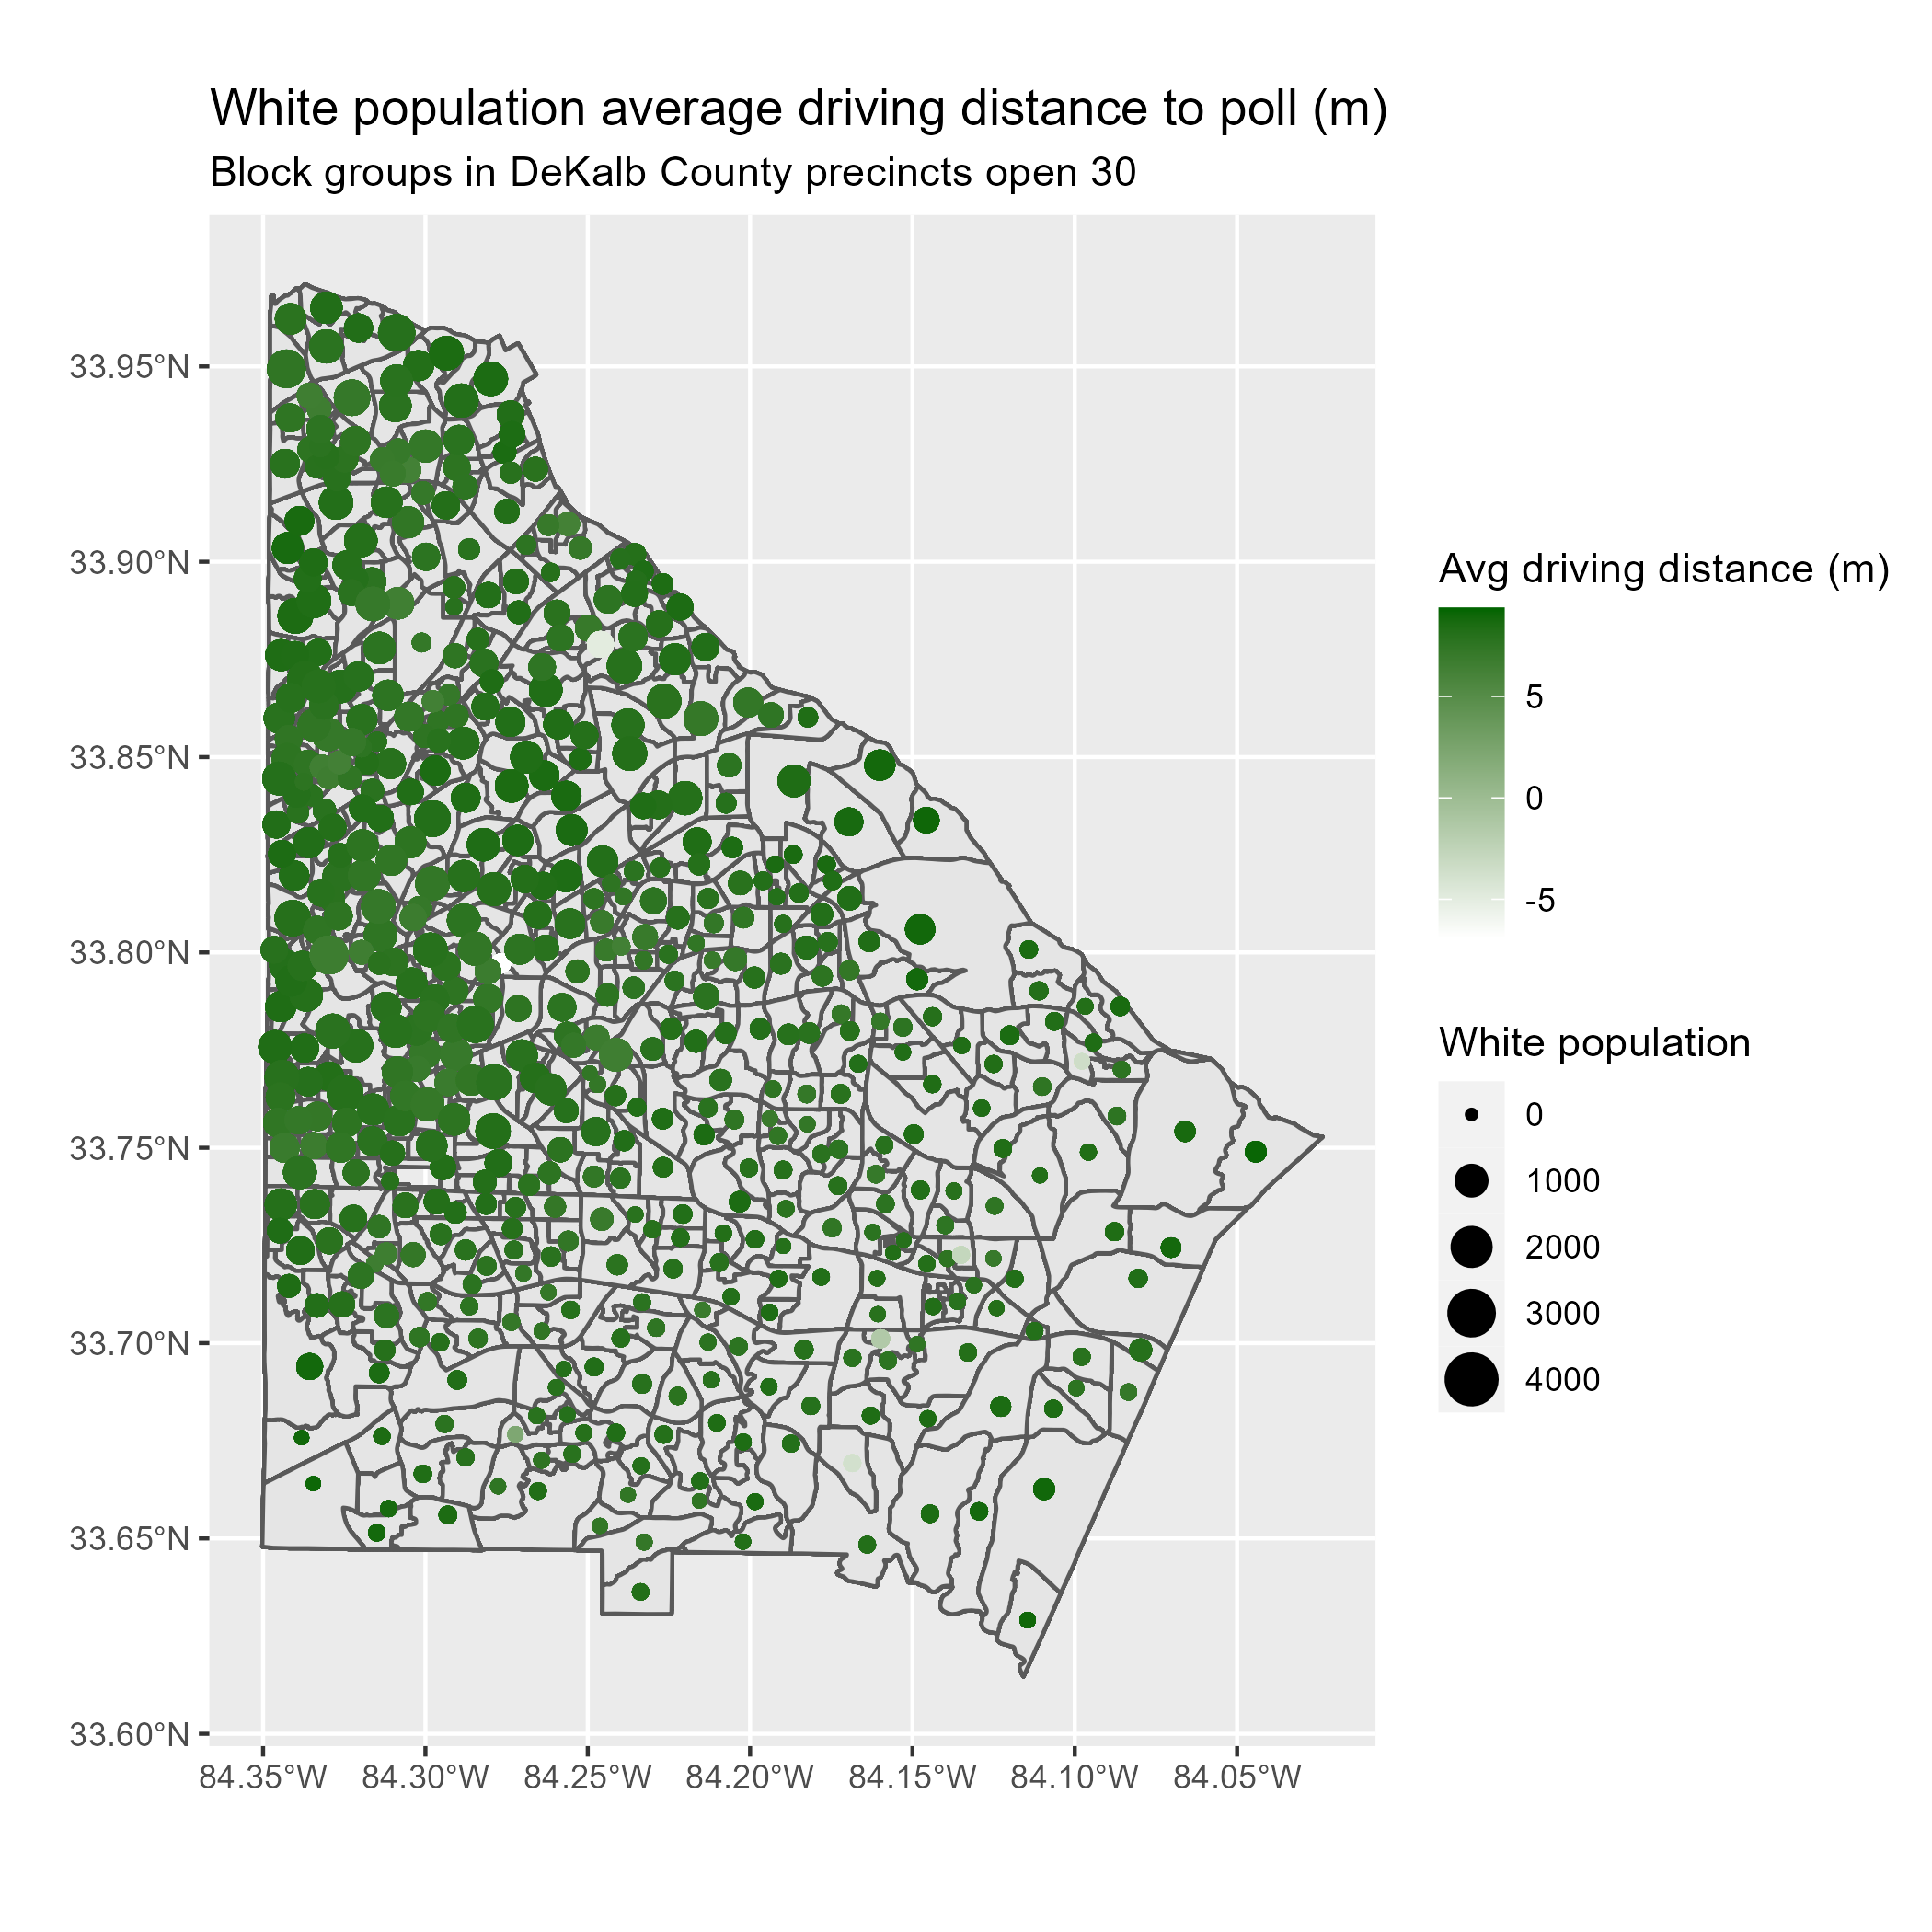 White population average driving distance to poll (m)
Block groups in DeKalb County precincts open 30
33.95°N
33.90°N
33.85°N
33.80°N
33.75°N
33.70°N
33.65°N
33.60°N
84.35°W 84.30°W 84.25°W 84.20°W 84.15°W 84.10°W 84.05°W
Avg driving distance (m)
5
0
-5
White population
0
1000
2000
3000
4000